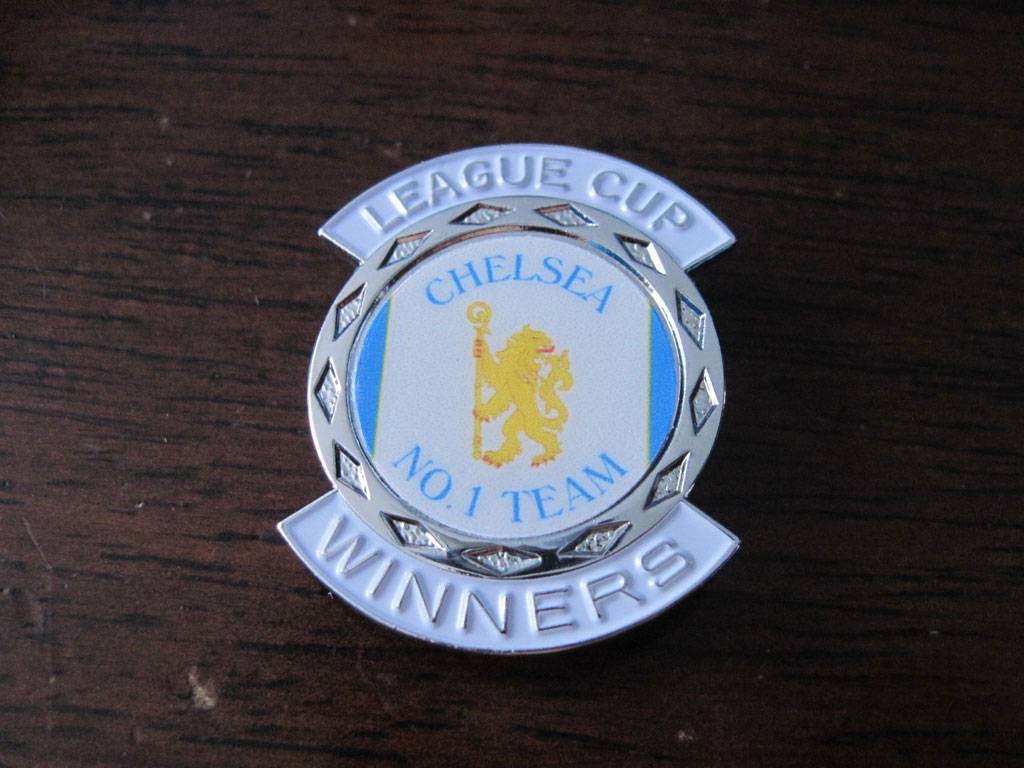 LEAGUE CUP
CHELSEA
NO.1 TEAM
WINNERS